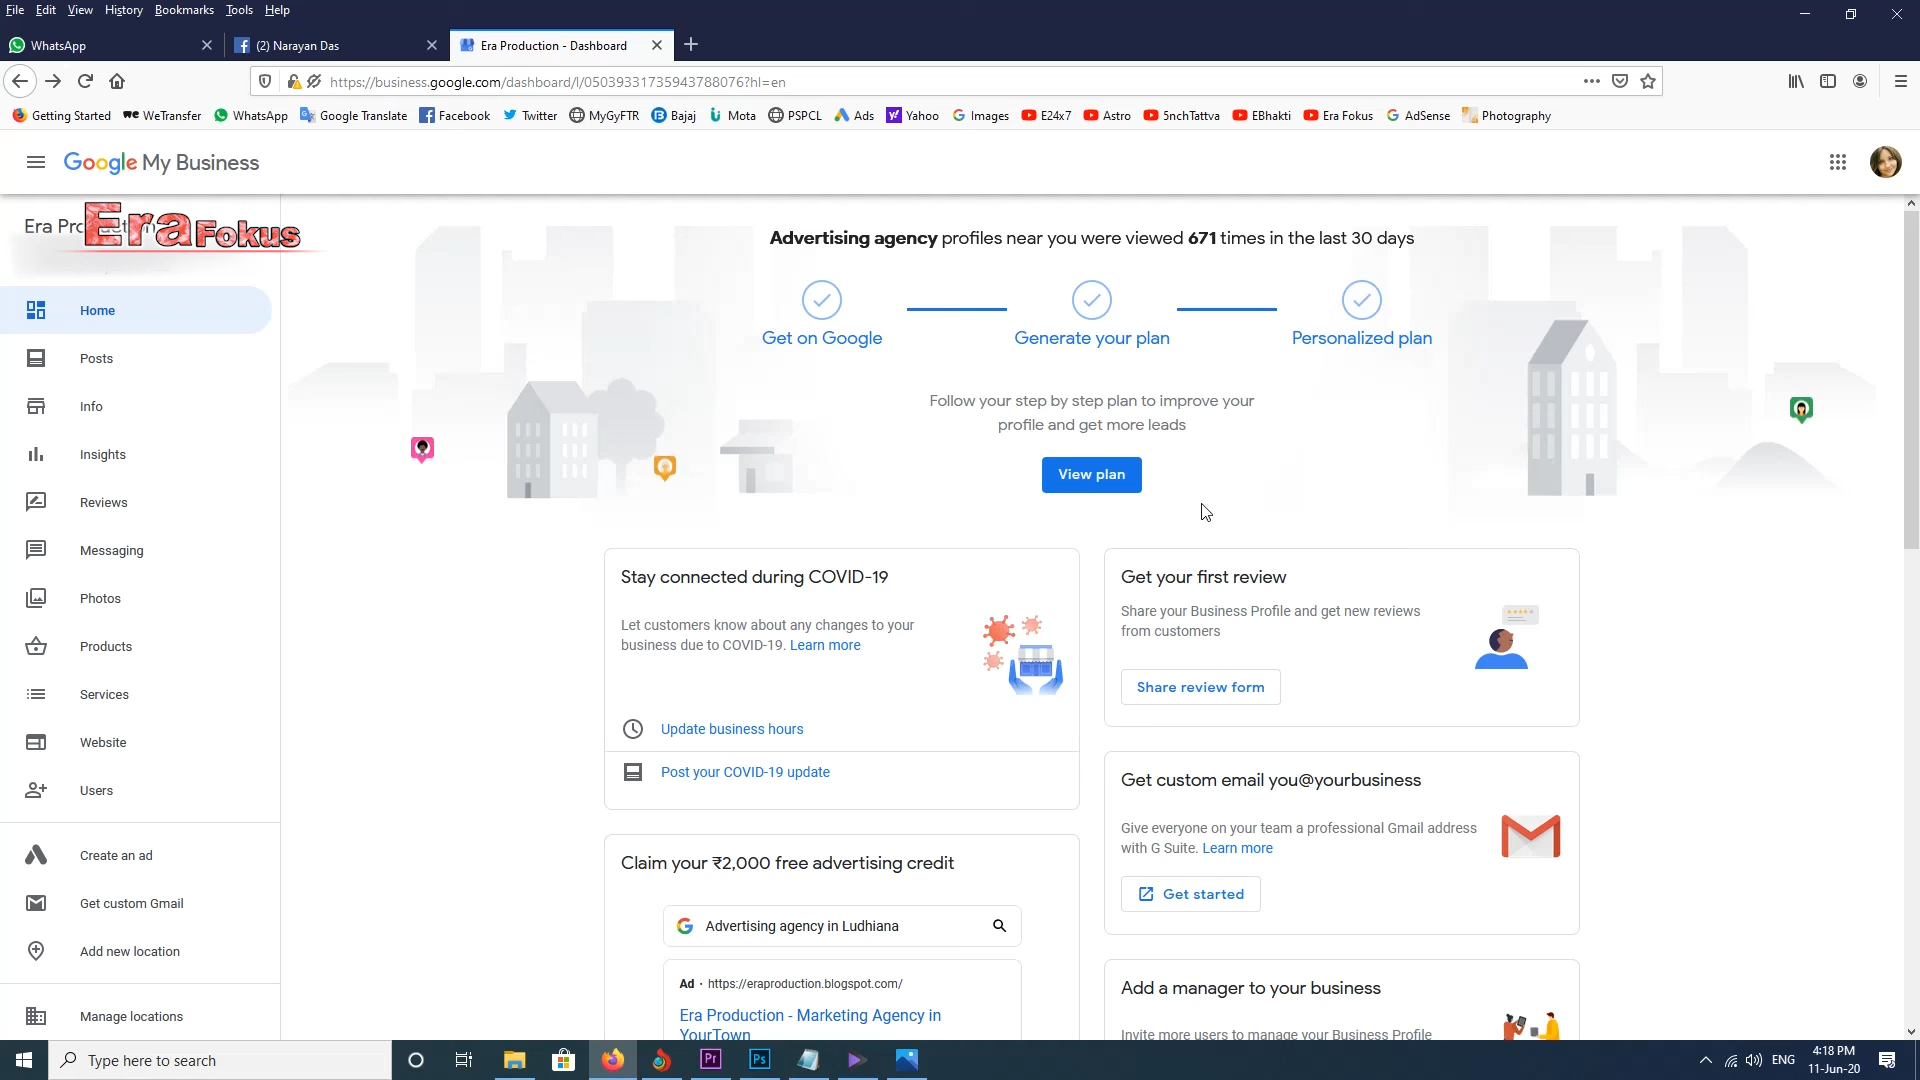 File Edit View History Bookmarks Tools Help
WhatsApp
(2) Narayan Das
Era Production - Dashboard
https://business.google.com/dashboard/l/05039331735943788076?hl=en
Getting Started WeTransfer WhatsApp Google Translate Facebook Twitter MyGyFTR Bajaj Mota PSPCL Ads Yahoo Images E24x7 Astro 5nchTattva EBhakti Era Fokus AdSense Photography
Google My Business
Era Fokus
Advertising agency profiles near you were viewed 671 times in the last 30 days
Get on Google
Generate your plan
Personalized plan
Follow your step by step plan to improve your
profile and get more leads
View plan
Home
Posts
Info
Insights
Reviews
Messaging
Photos
Products
Services
Website
Users
Create an ad
Get custom Gmail
Add new location
Manage locations
Stay connected during COVID-19
Let customers know about any changes to your
business due to COVID-19. Learn more
Update business hours
Post your COVID-19 update
Claim your ₹2,000 free advertising credit
Advertising agency in Ludhiana
Ad · https://eraproduction.blogspot.com/
Era Production - Marketing Agency in
YourTown
Get your first review
Share your Business Profile and get new reviews
from customers
Share review form
Get custom email you@yourbusiness
Give everyone on your team a professional Gmail address
with G Suite. Learn more
Get started
Add a manager to your business
Invite more users to manage your Business Profile
Type here to search
Pr
Ps
ENG
4:18 PM
11-Jun-20